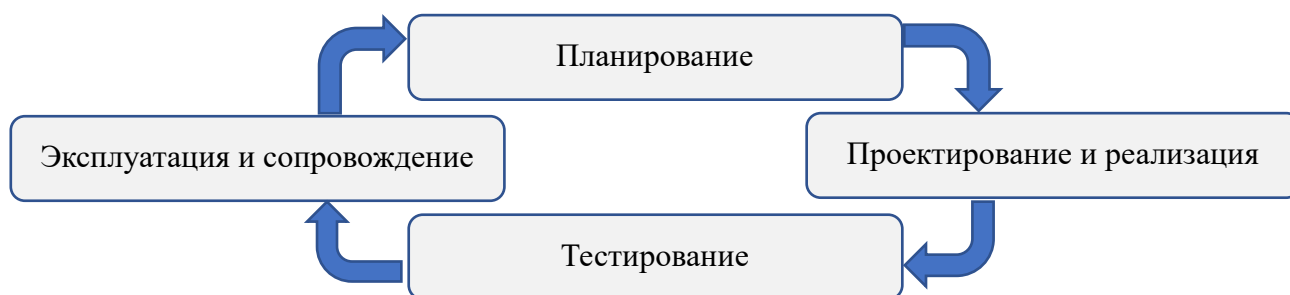 Планирование
Эксплуатация и сопровождение
Проектирование и реализация
Тестирование